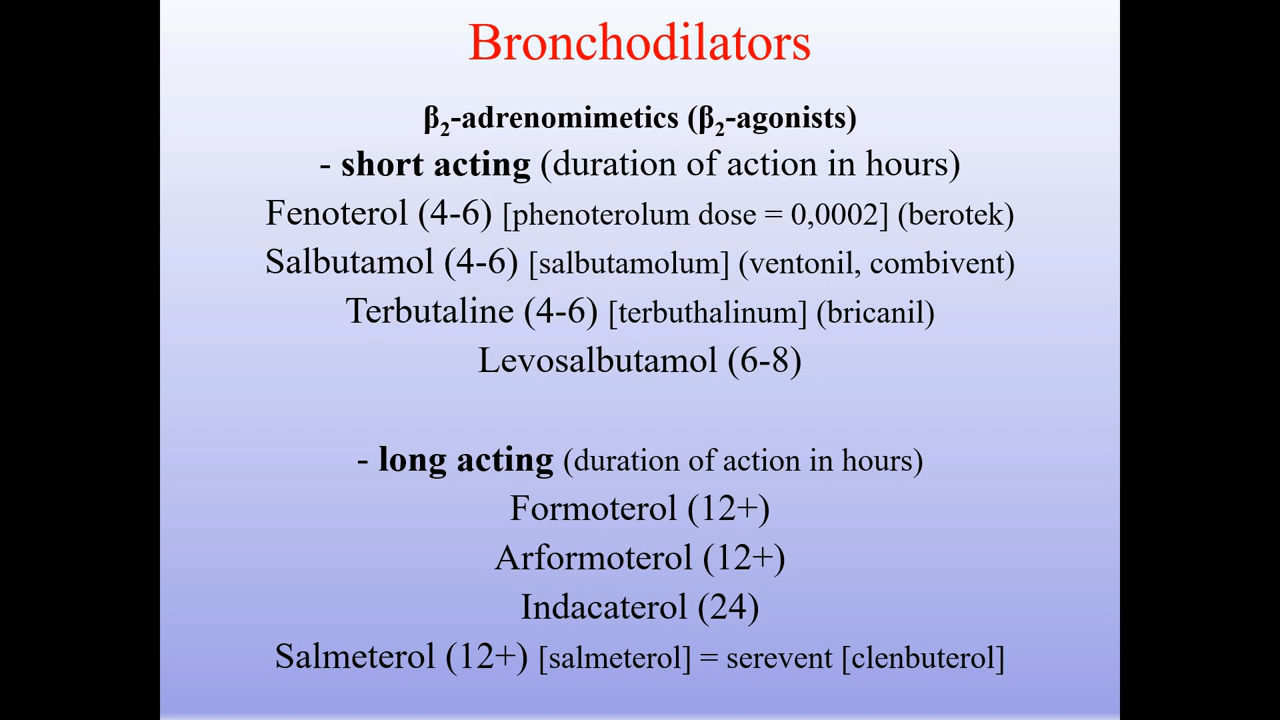 Bronchodilators
β₂-adrenomimetics (β₂-agonists)
- short acting (duration of action in hours)
Fenoterol (4-6) [phenoterolum dose = 0,0002] (berotek)
Salbutamol (4-6) [salbutamolum] (ventonil, combivent)
Terbutaline (4-6) [terbuthalinum] (bricanil)
Levosalbutamol (6-8)
- long acting (duration of action in hours)
Formoterol (12+)
Arformoterol (12+)
Indacaterol (24)
Salmeterol (12+) [salmeterol] = serevent [clenbuterol]